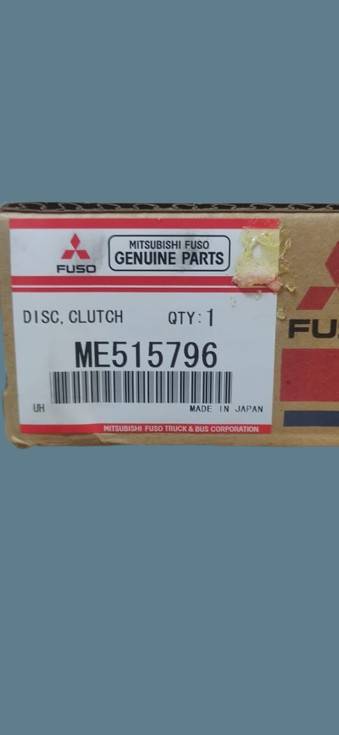 FUSO
MITSUBISHI FUSO
GENUINE PARTS
DISC, CLUTCH QTY: 1
ME515796
UH MADE IN JAPAN
MITSUBISHI FUSO TRUCK & BUS CORPORATION
FU